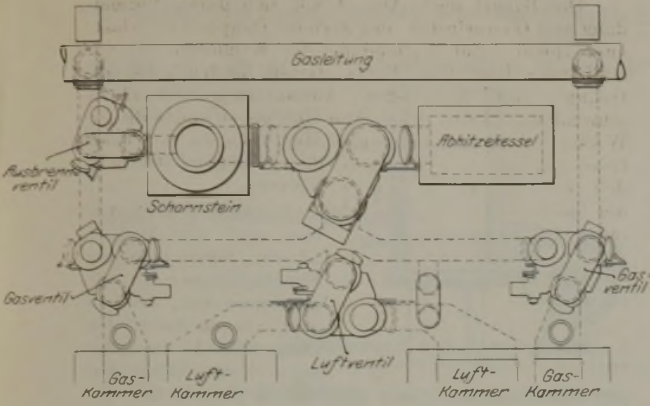 Gasleitung
Abhitzekessel
Ausbrenn-
ventil
Schornstein
Gasventil
Gas-
ventil
Luftventil
Gas-
Kammer
Luft-
Kammer
Luft-
Kammer
Gas-
Kammer